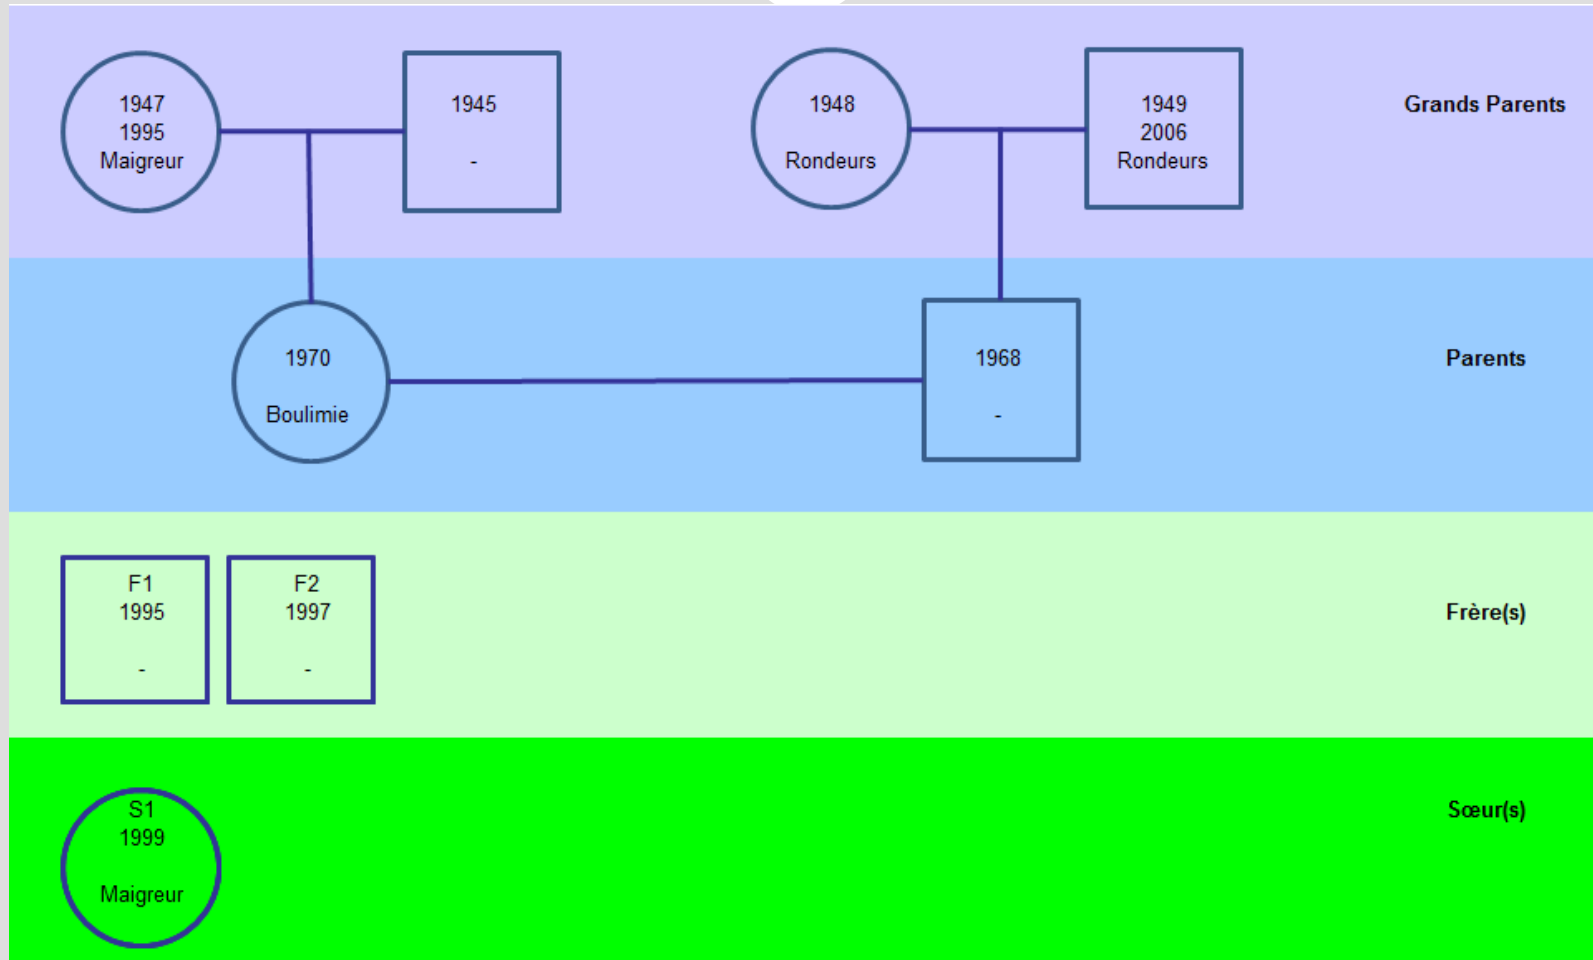 1947
1995
Maigreur
1945
-
1948
Rondeurs
1949
2006
Rondeurs
Grands Parents
1970
Boulimie
1968
-
Parents
F1
1995
-
F2
1997
-
Frère(s)
S1
1999
Maigreur
Sœur(s)